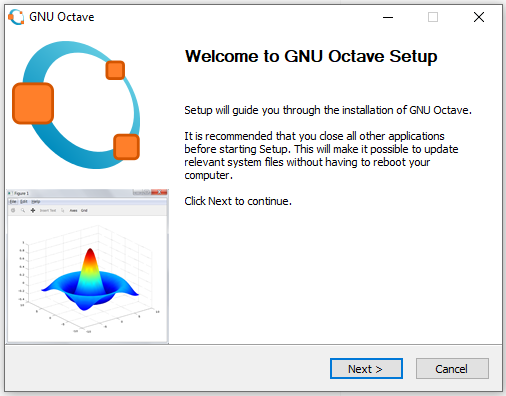 GNU Octave
Welcome to GNU Octave Setup
Setup will guide you through the installation of GNU Octave.
It is recommended that you close all other applications
before starting Setup. This will make it possible to update
relevant system files without having to reboot your
computer.
Click Next to continue.
Figure 1
File Edit Help
Insert Text Axes Grid
Next >
Cancel